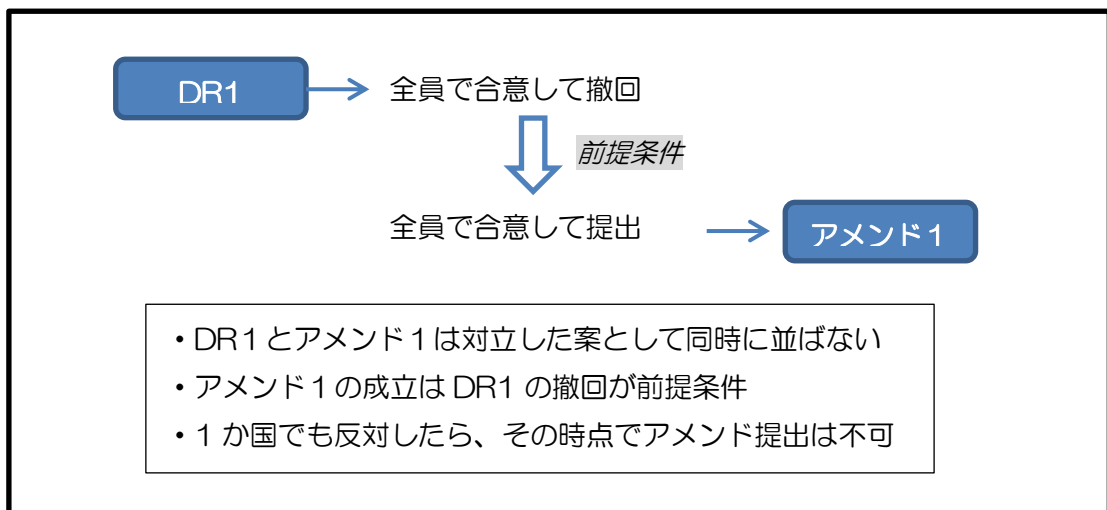 DR1
全員で合意して撤回
前提条件
全員で合意して提出
アメンド1
・DR1とアメンド1は対立した案として同時に並ばない
・アメンド1の成立は DR1 の撤回が前提条件
・1 か国でも反対したら、その時点でアメンド提出は不可